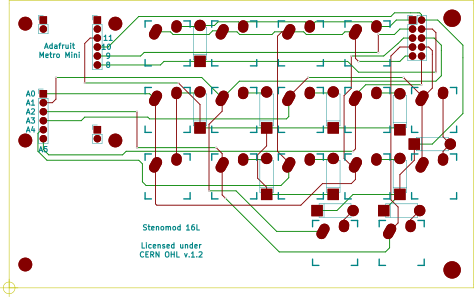 Adafruit
Metro Mini
11
10
9
8
A0
A1
A2
A3
A4
A5
Stenomod 16L
Licensed under
CERN OHL v.1.2